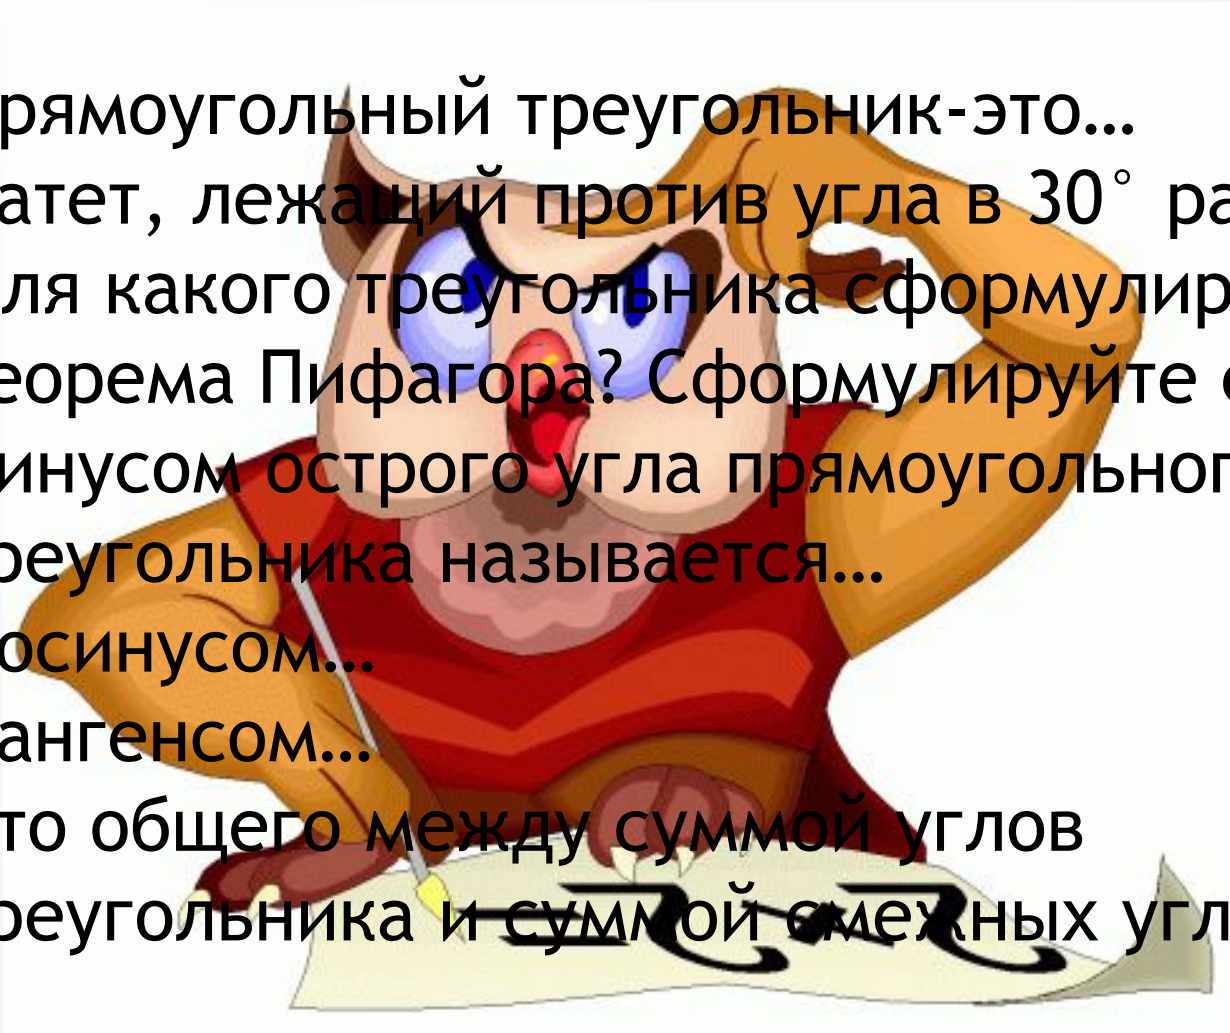 рямоугольный треугольник-это...
атет, лежащий против угла в 30° ра
ля какого треугольника сформулир
еорема Пифагора? Сформулируйте е
инусом острого угла прямоугольног
реугольника называется...
осинусом...
ангенсом...
то общего между суммой углов
реугольника и суммой смежных угл